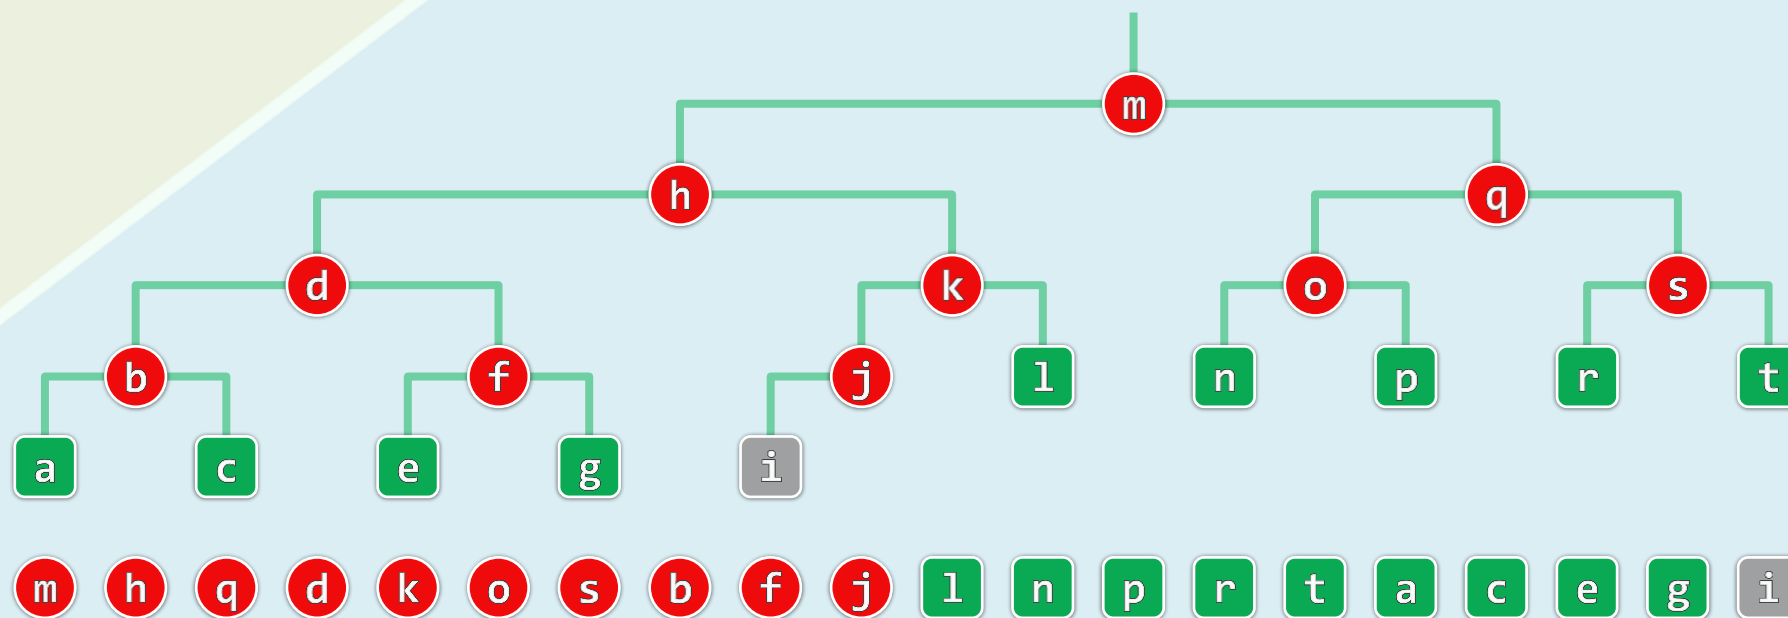 m
h q
d k o s
b f j l n p r t
a c e g i
m h q d k o s b f j l n p r t a c e g i